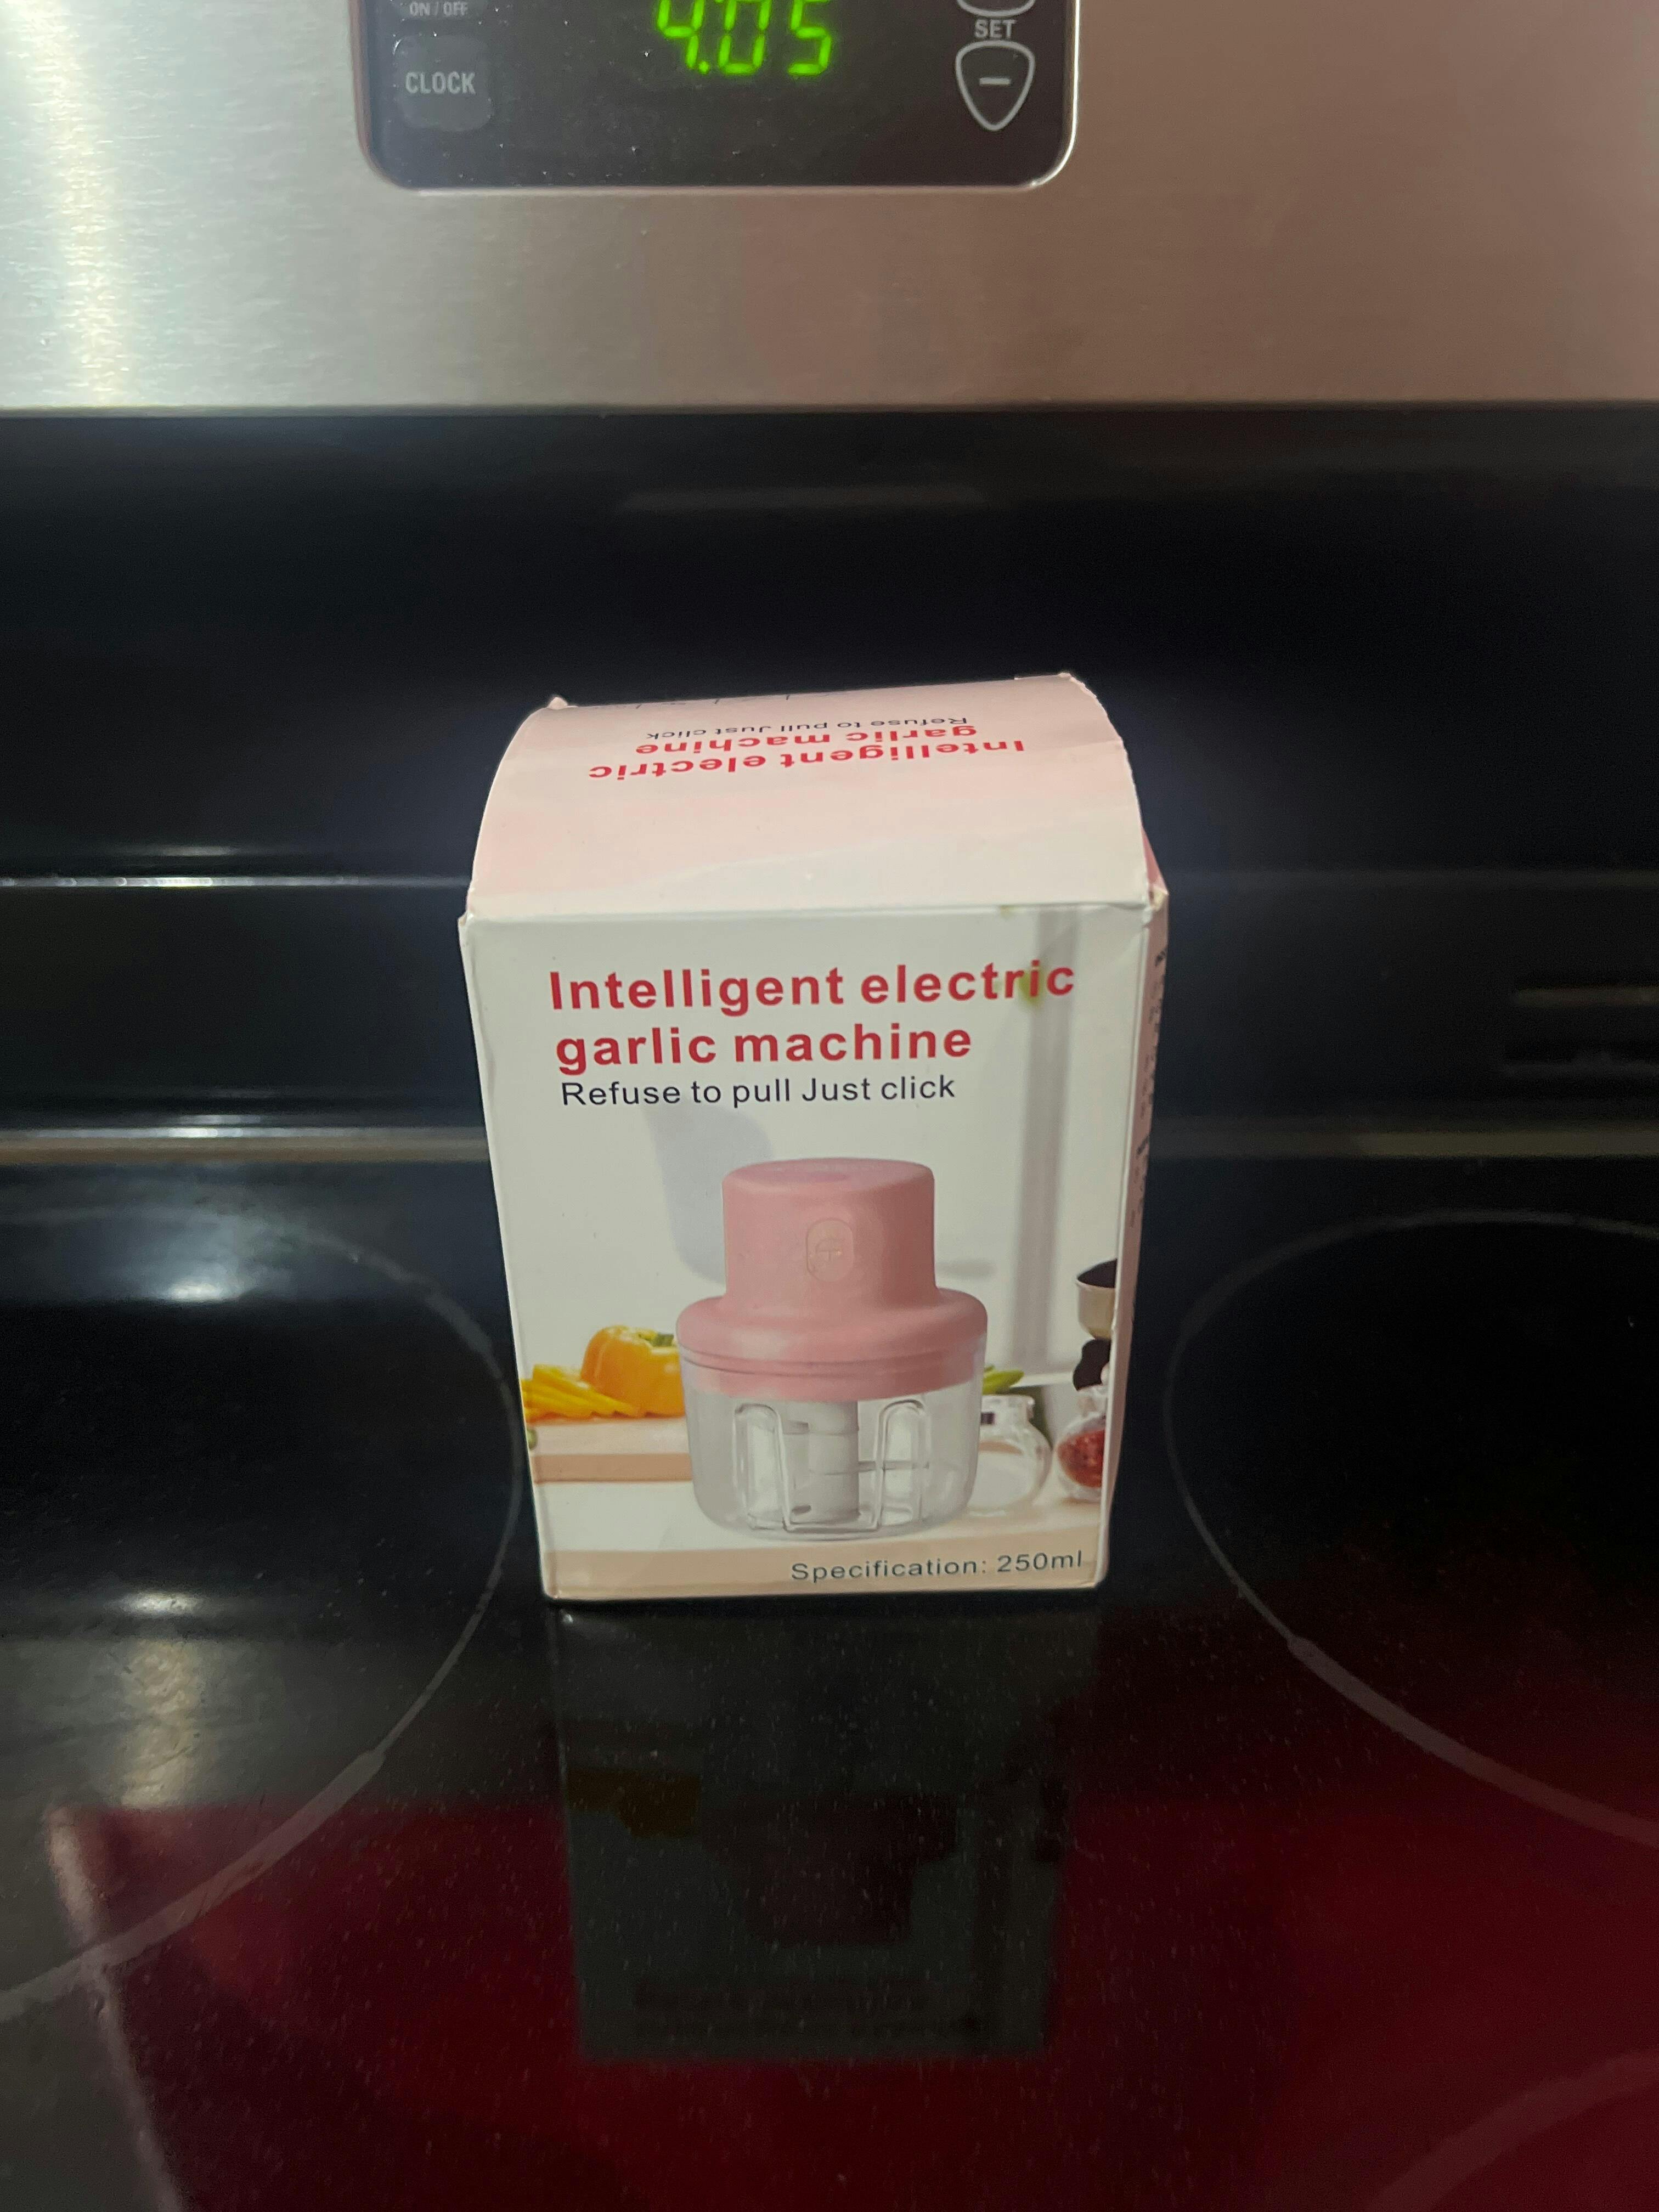 ON / OFF
CLOCK
4:05
SET
Refuse to pull Just click
garlic machine
Intelligent electric
Intelligent electric
garlic machine
Refuse to pull Just click
Specification: 250ml